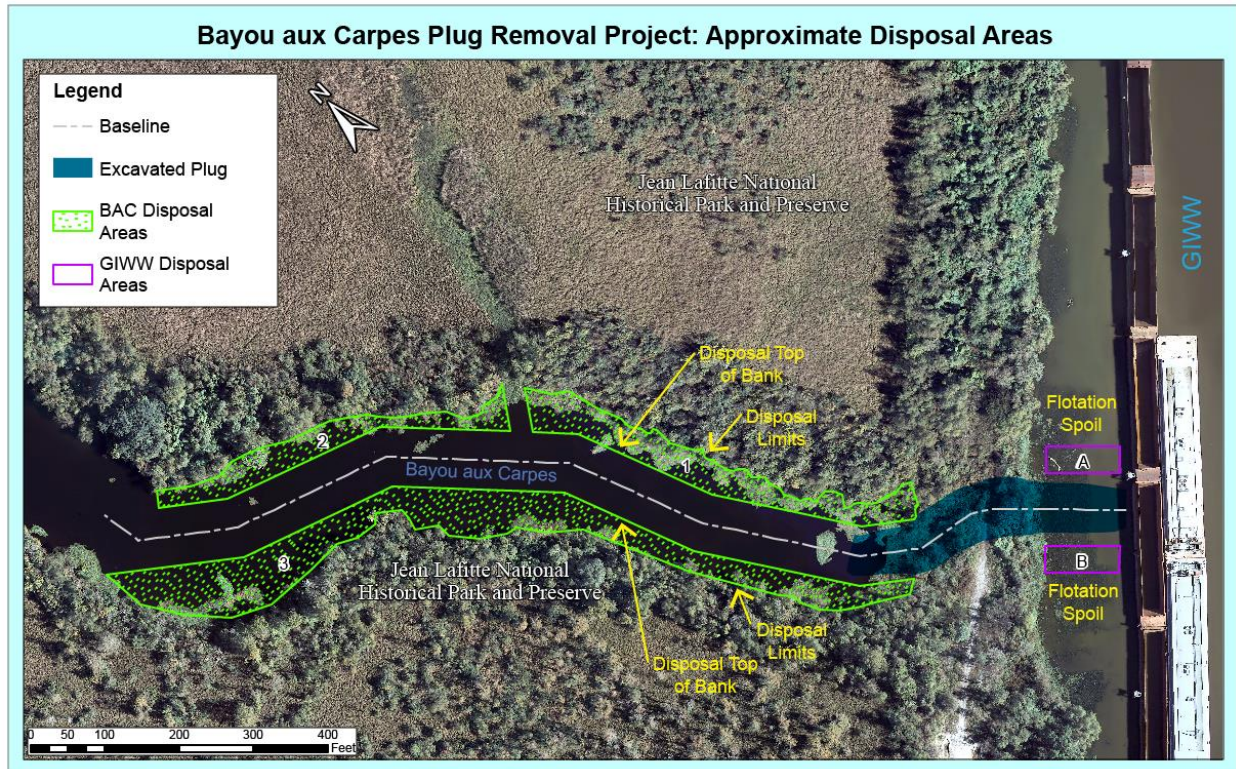 Bayou aux Carpes Plug Removal Project: Approximate Disposal Areas
Legend
Baseline
Excavated Plug
BAC Disposal
Areas
GIWW Disposal
Areas
N
Jean Lafitte National
Historical Park and Preserve
GIWW
Disposal Top
of Bank
Disposal
Limits
Flotation
Spoil
A
2
1
Bayou aux Carpes
3
B
Flotation
Spoil
Jean Lafitte National
Historical Park and Preserve
Disposal
Limits
Disposal Top
of Bank
0 50 100 200 300 400
Feet